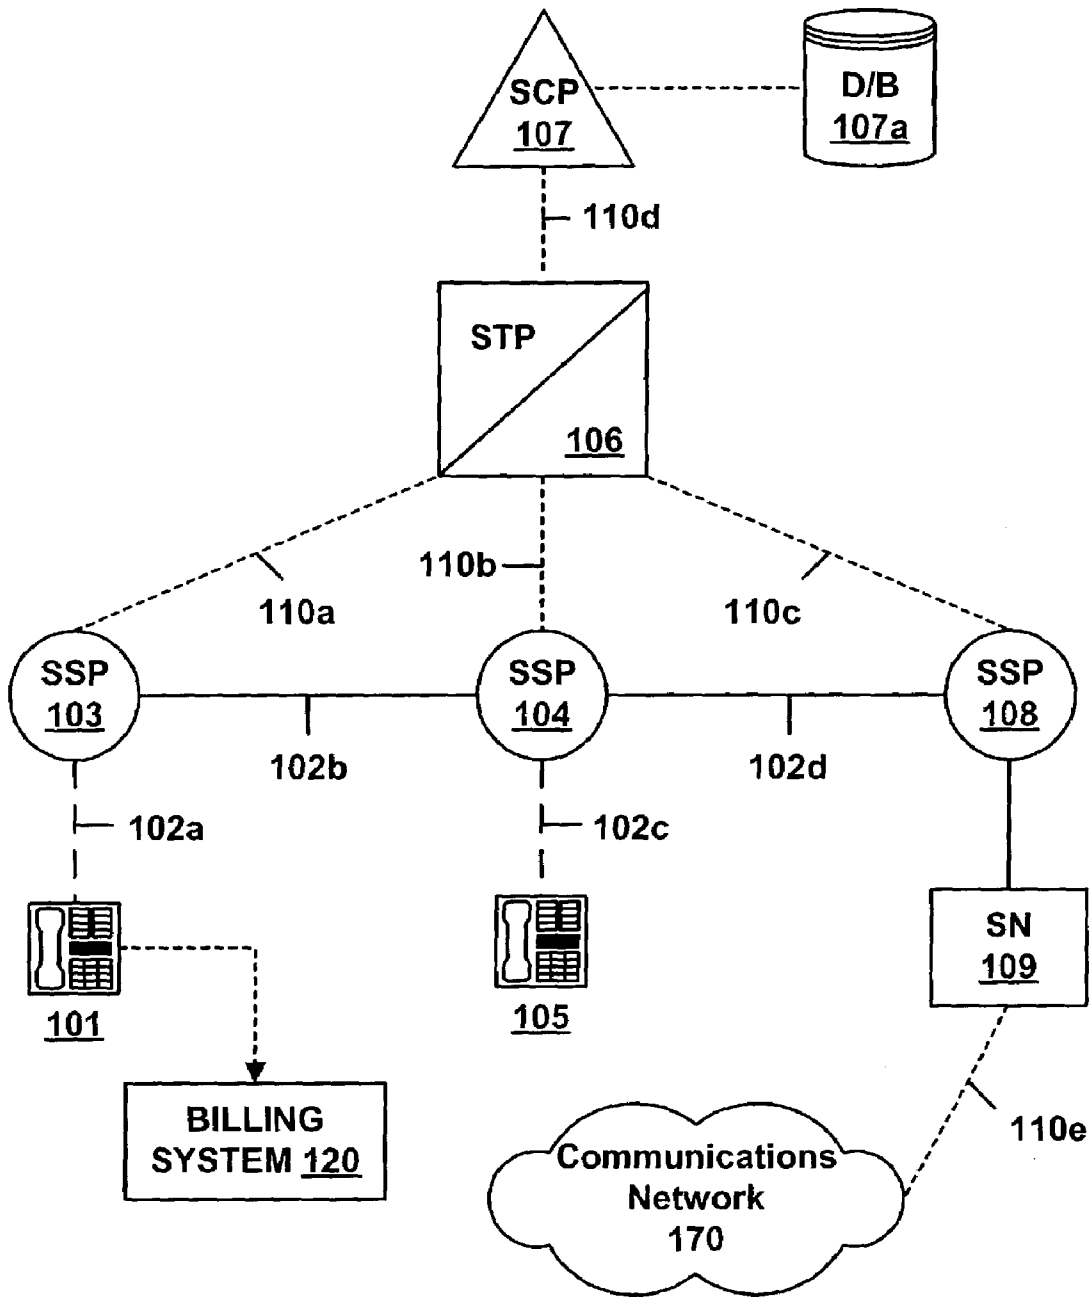 SCP
107
D/B
107a
110d
STP
106
110a
110b
110c
SSP
103
SSP
104
SSP
108
102b
102d
102a
102c
101
105
SN
109
BILLING
SYSTEM 120
110e
Communications
Network
170